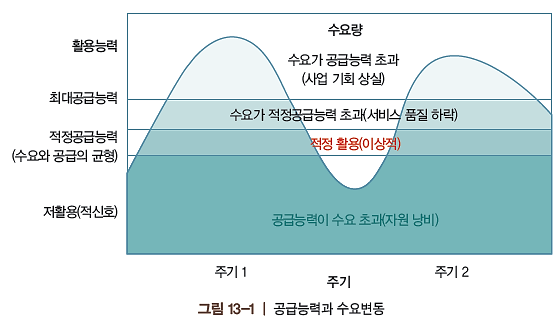 수요량
활용능력
수요가 공급능력 초과
(사업 기회 상실)
최대공급능력
수요가 적정공급능력 초과(서비스 품질 하락)
적정공급능력
(수요와 공급의 균형)
적정 활용(이상적)
저활용(적신호)
공급능력이 수요 초과(자원 낭비)
주기 1
주기
주기 2
그림 13-1 | 공급능력과 수요변동